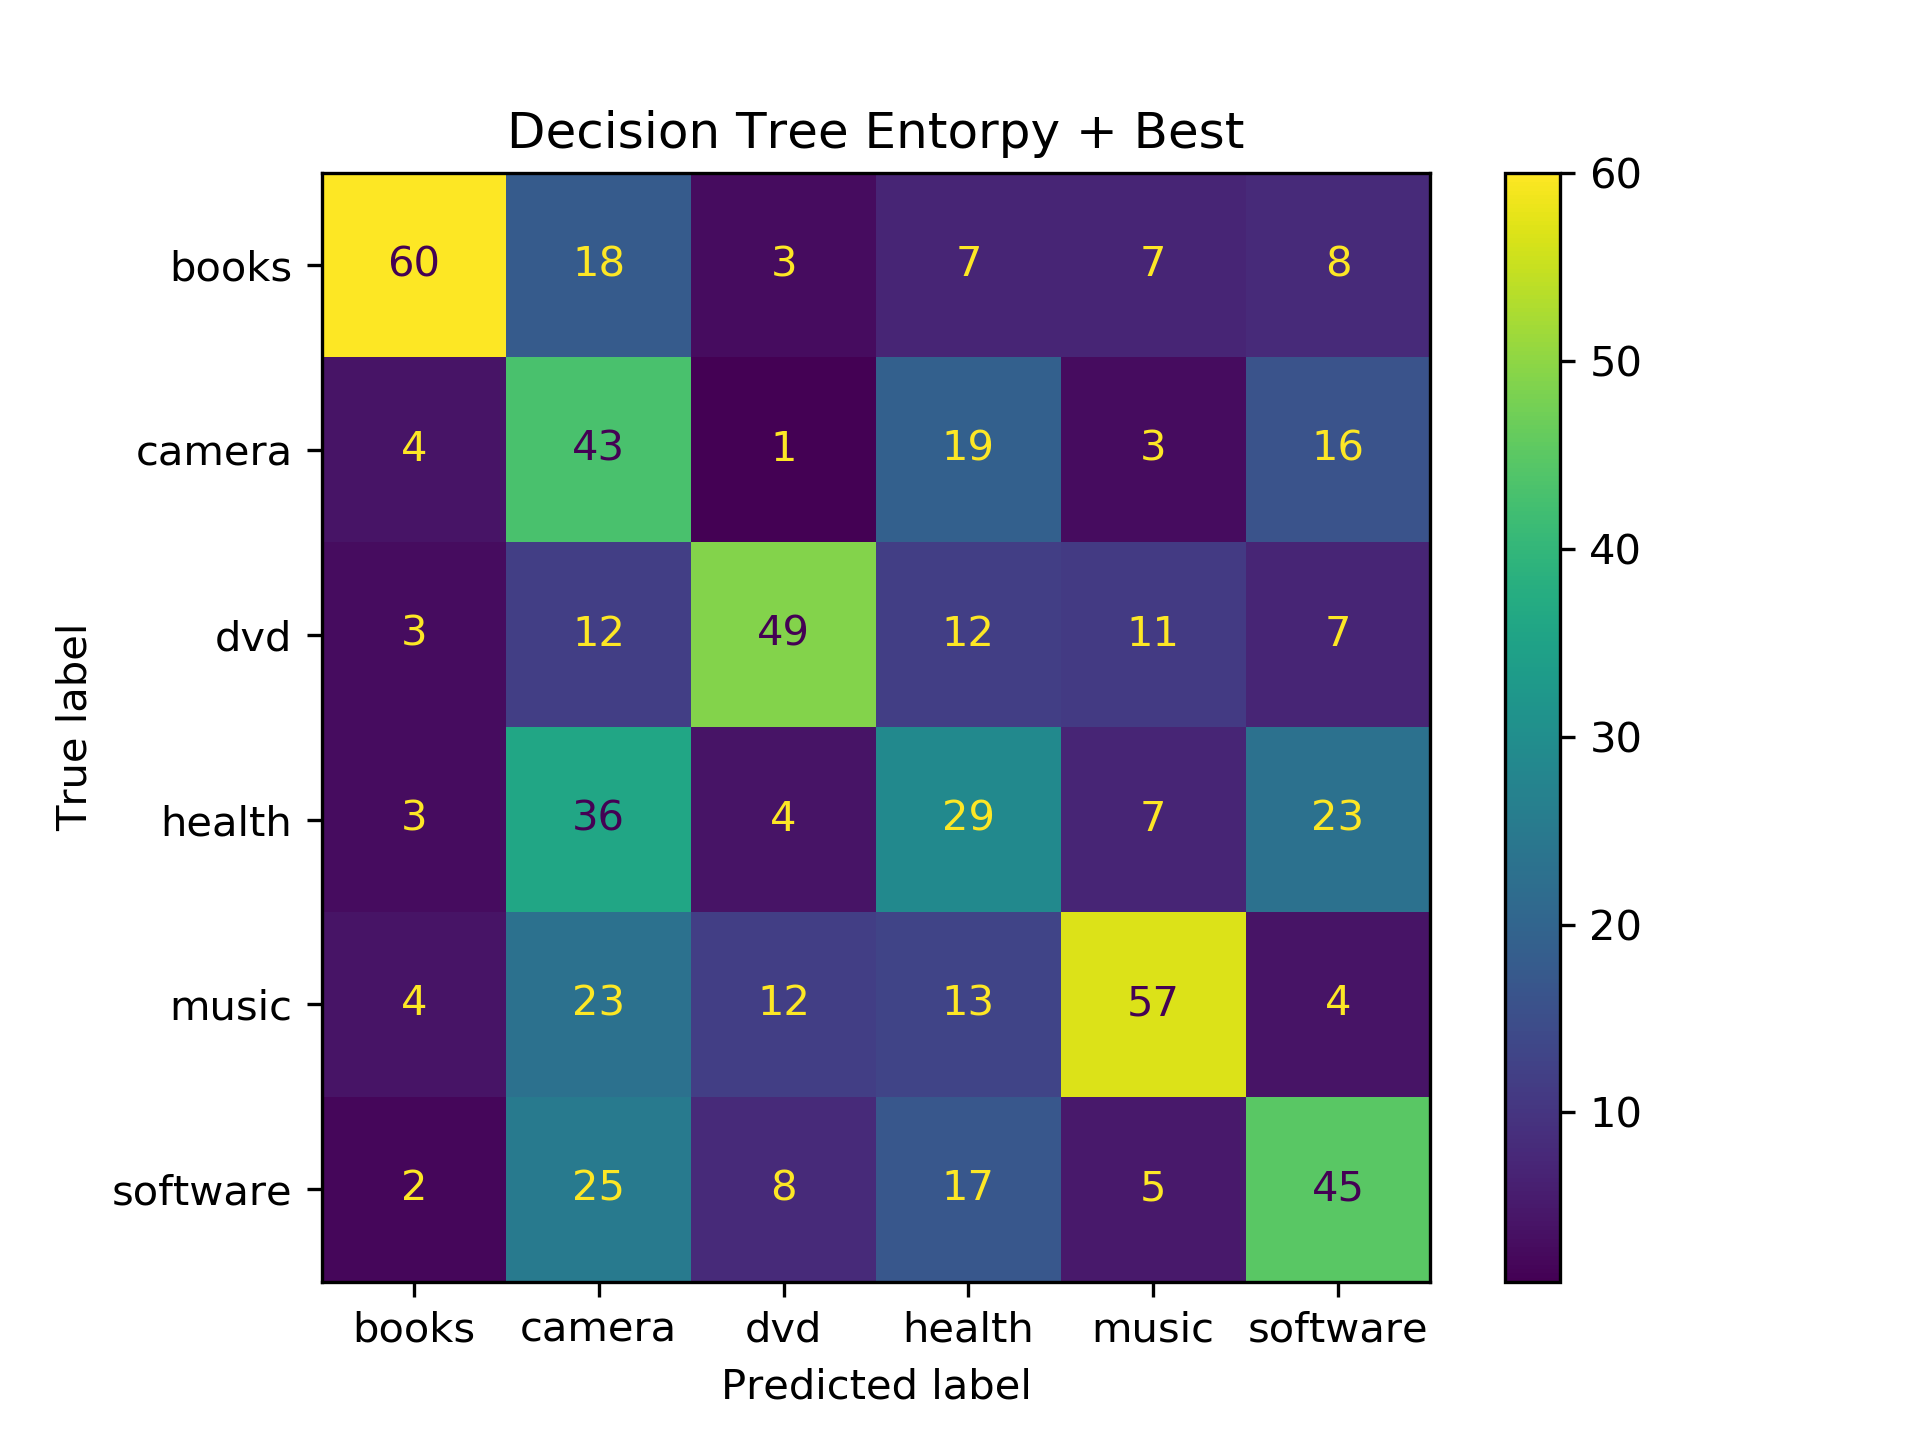 Decision Tree Entorpy + Best
True label
books 60 18 3 7 7 8
camera 4 43 1 19 3 16
dvd 3 12 49 12 11 7
health 3 36 4 29 7 23
music 4 23 12 13 57 4
software 2 25 8 17 5 45
books camera dvd health music software
Predicted label
60
50
40
30
20
10